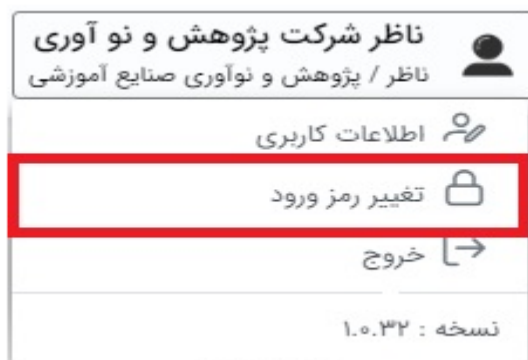 ناظر شرکت پژوهش و نو آوری
ناظر / پژوهش و نوآوری صنایع آموزشی
اطلاعات کاربری
تغییر رمز ورود
خروج
نسخه : ۱.۰.۳۲